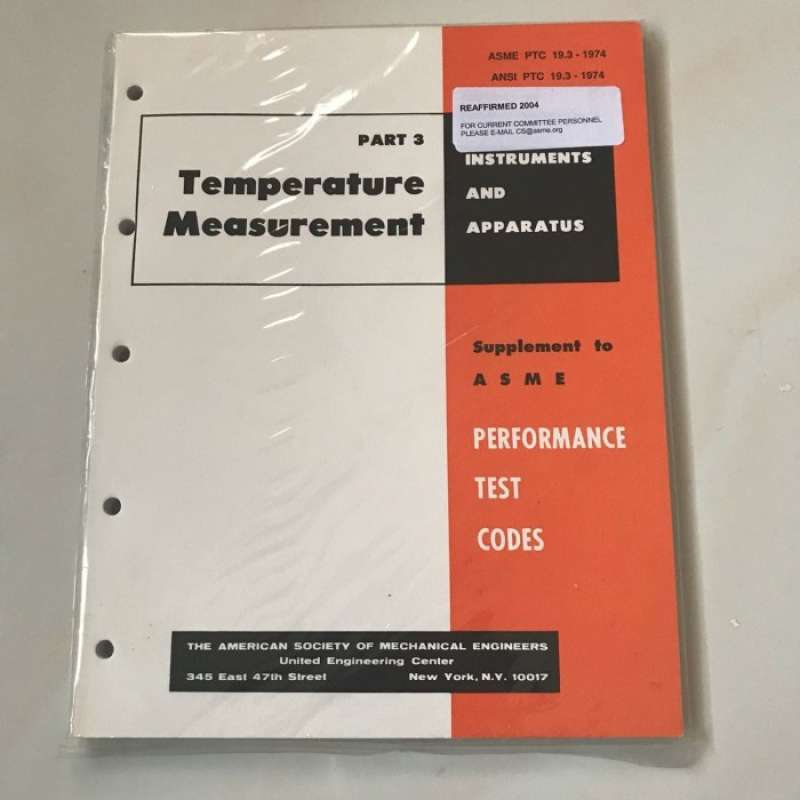 ASME PTC 19.3 - 1974
ANSI PTC 19.3 - 1974
REAFFIRMED 2004
FOR CURRENT COMMITTEE PERSONNEL
PLEASE E-MAIL CS@asme.org
PART 3
Temperature
Measurement
INSTRUMENTS
AND
APPARATUS
Supplement to
A S M E
PERFORMANCE
TEST
CODES
THE AMERICAN SOCIETY OF MECHANICAL ENGINEERS
United Engineering Center
345 East 47th Street New York, N.Y. 10017